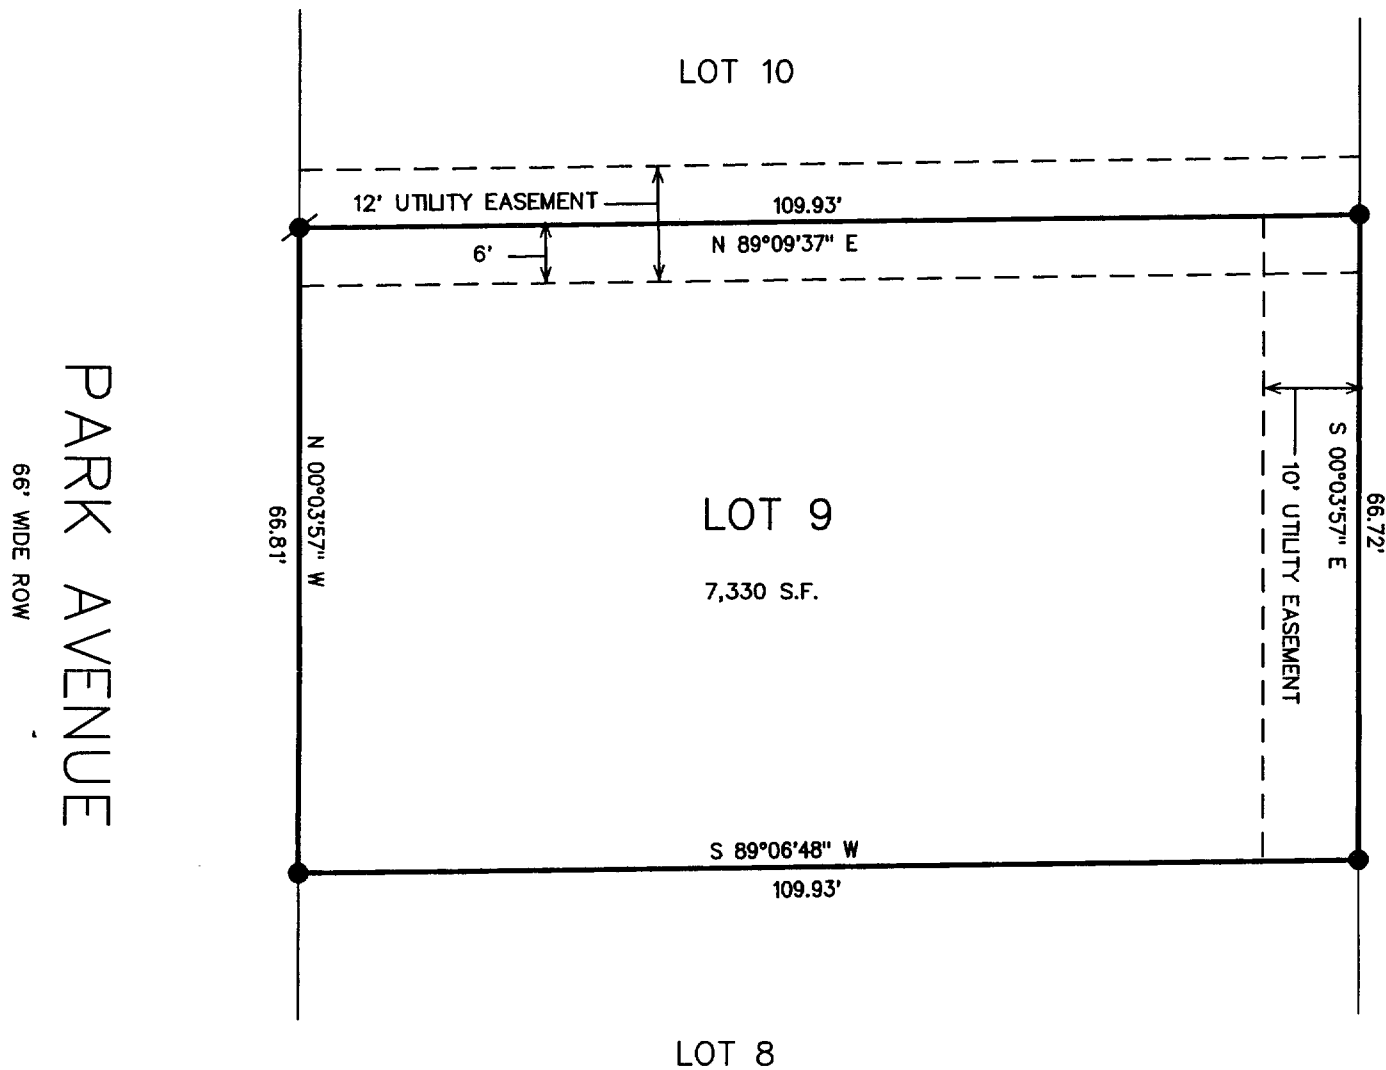 LOT 10
12' UTILITY EASEMENT
109.93'
N 89°09'37" E
6'
PARK AVENUE
66' WIDE ROW
N 00°03'57" W
66.81'
LOT 9
7,330 S.F.
10' UTILITY EASEMENT
S 00°03'57" E
66.72'
S 89°06'48" W
109.93'
LOT 8